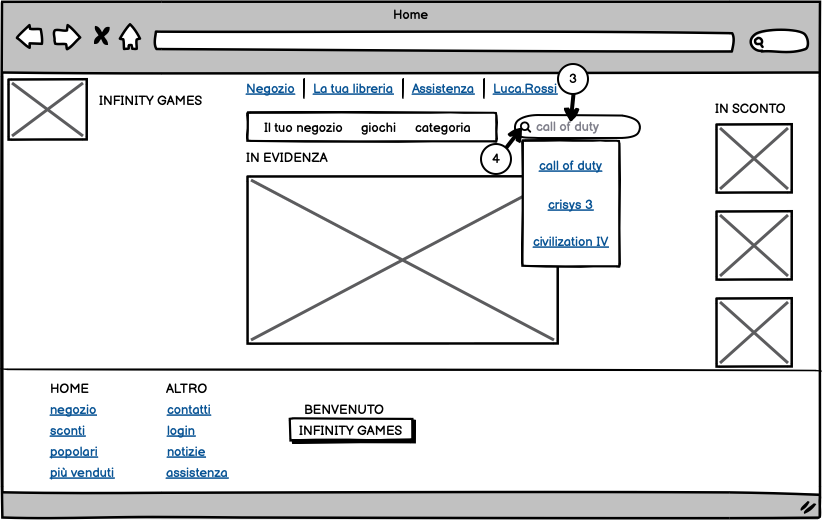 Home
Negozio La tua libreria Assistenza Luca.Rossi
3
INFINITY GAMES
IN SCONTO
Il tuo negozio giochi categoria
call of duty
4
IN EVIDENZA
call of duty
crisys 3
civilization IV
HOME
negozio
sconti
popolari
più venduti
ALTRO
contatti
login
notizie
assistenza
BENVENUTO
INFINITY GAMES